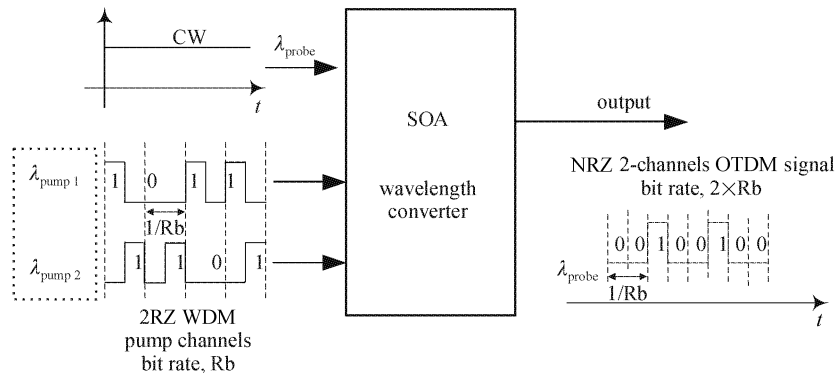 CW
t
λprobe
SOA
wavelength
converter
output
NRZ 2-channels OTDM signal
bit rate, 2×Rb
0 0 1 0 0 1 0 0
λprobe
1/Rb
t
λpump 1
1 0 1 1
1/Rb
λpump 2
1 1 0 1
2RZ WDM
pump channels
bit rate, Rb